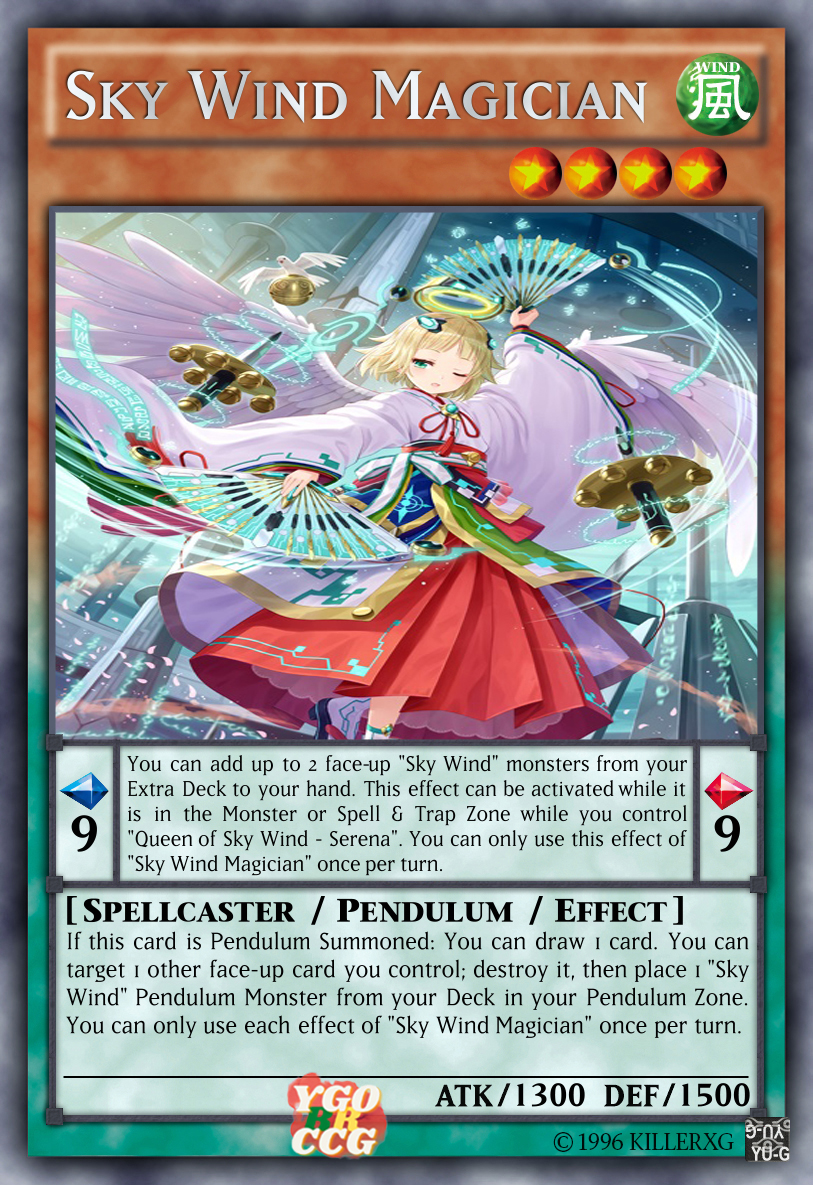 Sky Wind Magician
WIND
風
You can add up to 2 face-up "Sky Wind" monsters from your
Extra Deck to your hand. This effect can be activated while it
is in the Monster or Spell & Trap Zone while you control
"Queen of Sky Wind - Serena". You can only use this effect of
"Sky Wind Magician" once per turn.
9
9
[ Spellcaster / Pendulum / Effect ]
If this card is Pendulum Summoned: You can draw 1 card. You can
target 1 other face-up card you control; destroy it, then place 1 "Sky
Wind" Pendulum Monster from your Deck in your Pendulum Zone.
You can only use each effect of "Sky Wind Magician" once per turn.
ATK/1300 DEF/1500
YGO
CCG
© 1996 KILLERXG
YU-G